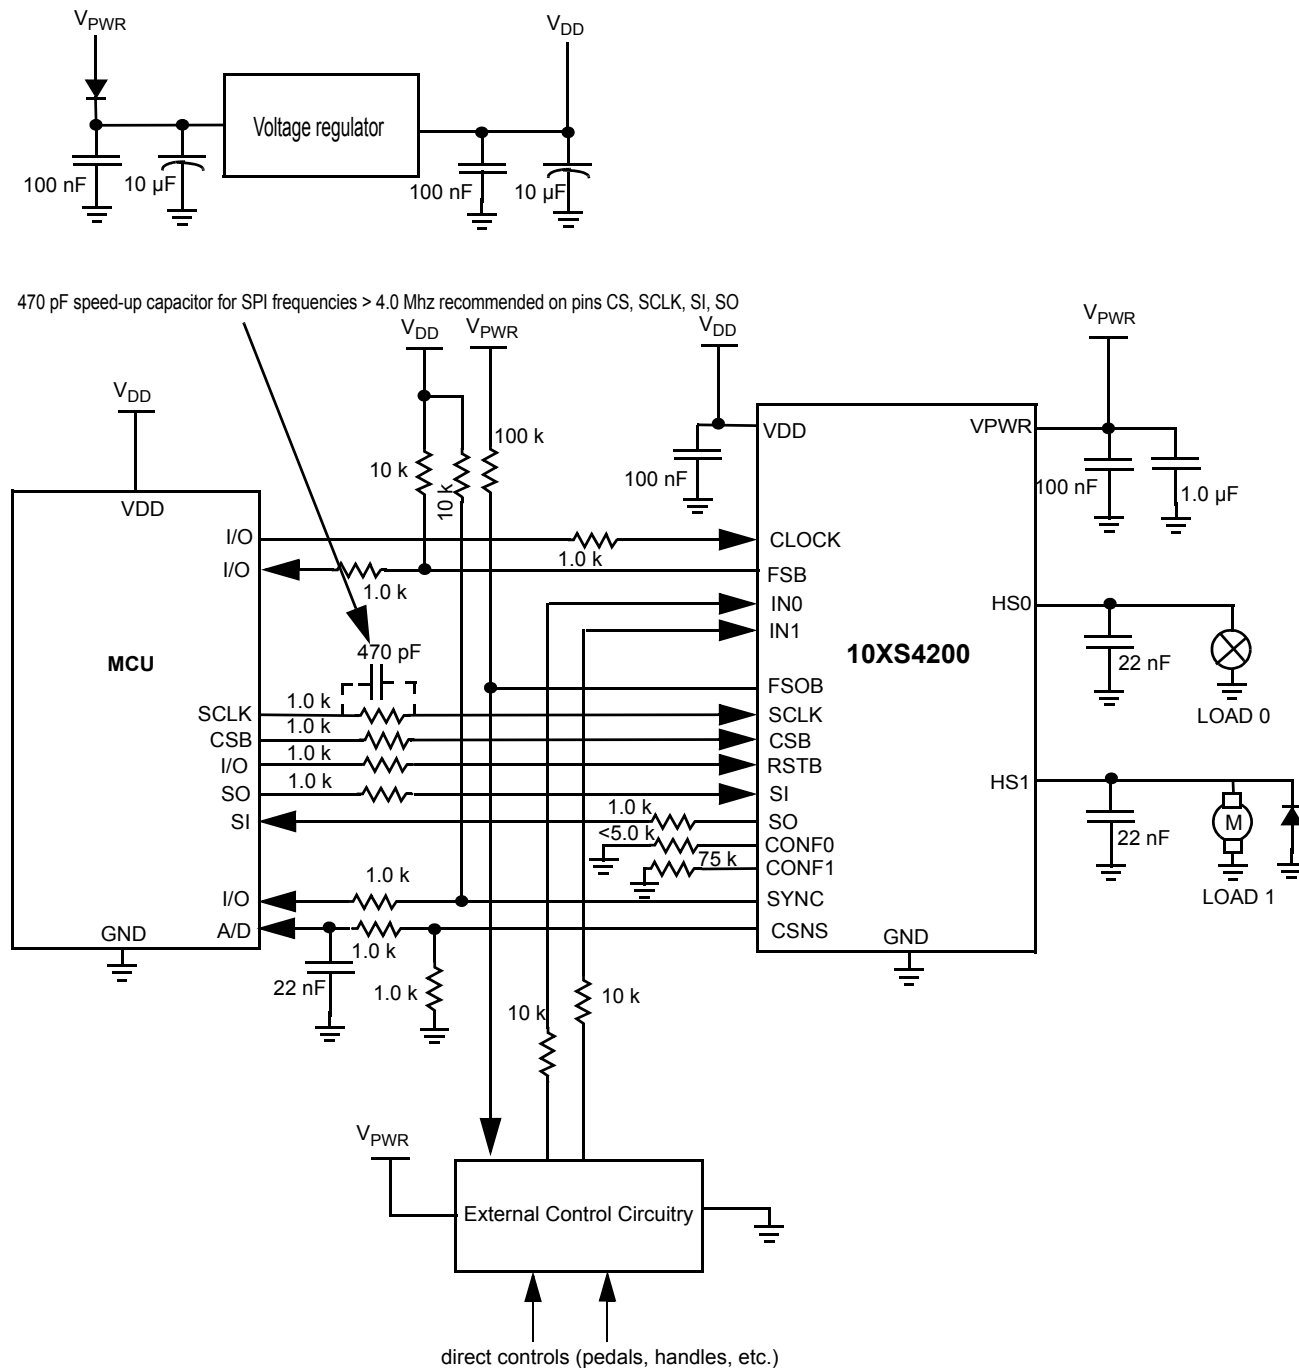 VPWR
VDD
Voltage regulator
100 nF
10 µF
100 nF
10 µF
470 pF speed-up capacitor for SPI frequencies > 4.0 Mhz recommended on pins CS, SCLK, SI, SO
VDD
VPWR
VDD
VPWR
VDD
100 k
10 k
10 k
VDD
VPWR
100 nF
100 nF
1.0 µF
VDD
I/O
1.0 k
CLOCK
I/O
1.0 k
FSB
IN0
HS0
IN1
MCU
470 pF
10XS4200
22 nF
FSOB
1.0 k
SCLK
SCLK
LOAD 0
1.0 k
CSB
CSB
1.0 k
I/O
RSTB
1.0 k
SO
SI
HS1
1.0 k
SI
SO
M
<5.0 k
CONF0
22 nF
75 k
CONF1
1.0 k
I/O
SYNC
LOAD 1
A/D
CSNS
GND
GND
1.0 k
22 nF
1.0 k
10 k
10 k
VPWR
External Control Circuitry
direct controls (pedals, handles, etc.)